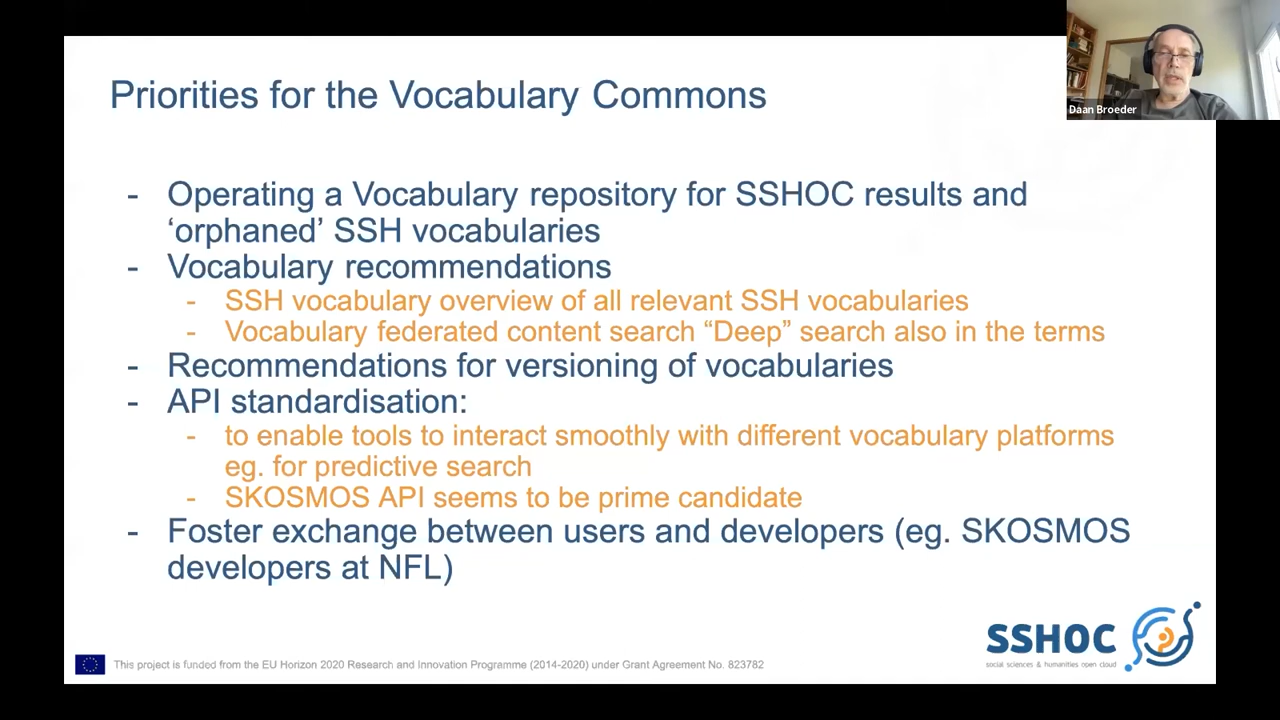 Priorities for the Vocabulary Commons
Daan Broeder
- Operating a Vocabulary repository for SSHOC results and
‘orphaned’ SSH vocabularies
- Vocabulary recommendations
- SSH vocabulary overview of all relevant SSH vocabularies
- Vocabulary federated content search “Deep” search also in the terms
- Recommendations for versioning of vocabularies
- API standardisation:
- to enable tools to interact smoothly with different vocabulary platforms
eg. for predictive search
- SKOSMOS API seems to be prime candidate
- Foster exchange between users and developers (eg. SKOSMOS
developers at NFL)
SSHOC
social sciences & humanities open cloud
This project is funded from the EU Horizon 2020 Research and Innovation Programme (2014-2020) under Grant Agreement No. 823782